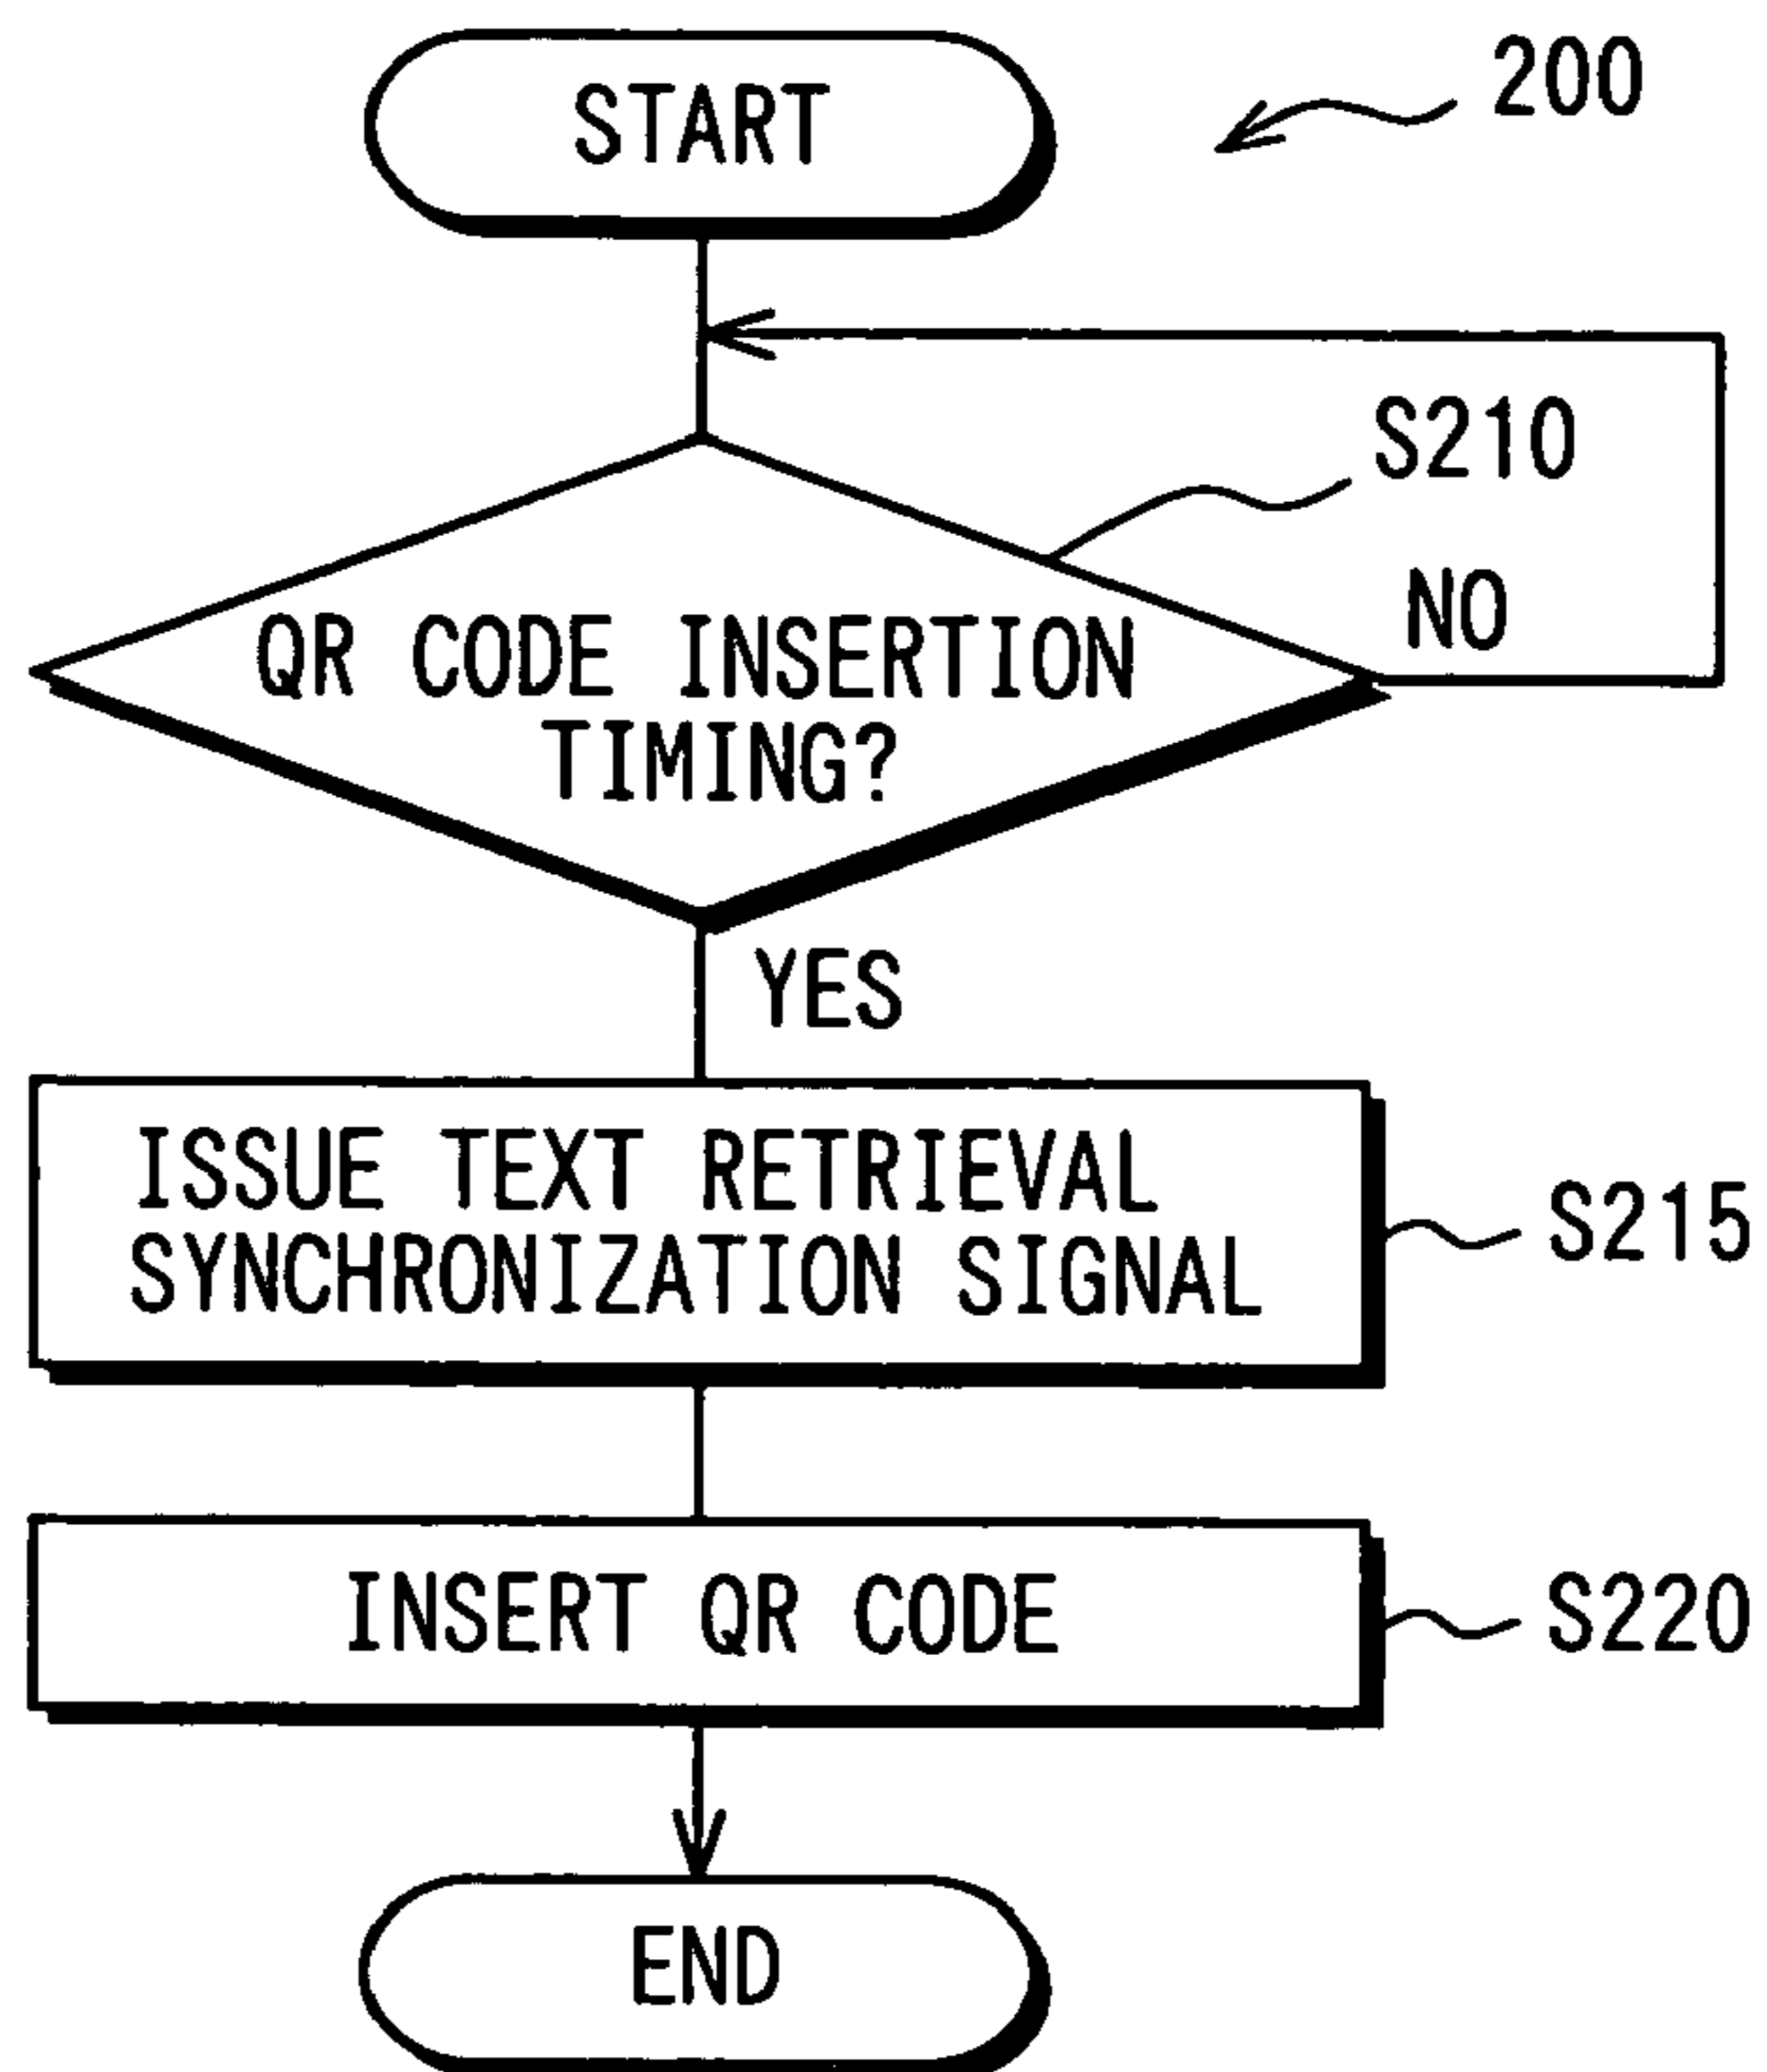 START
200
S210
NO
QR CODE INSERTION
TIMING?
YES
ISSUE TEXT RETRIEVAL
SYNCHRONIZATION SIGNAL
S215
INSERT QR CODE
S220
END